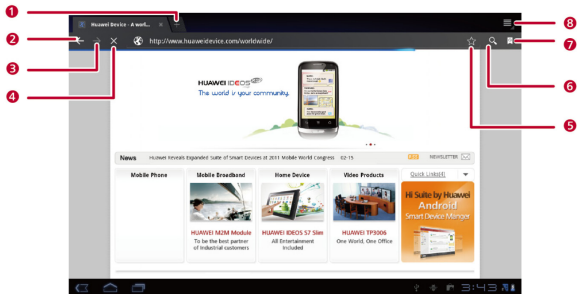 1
Huawei Device - A worl... ×
8
2
http://www.huaweidevice.com/worldwide/
7
3
4
6
5
HUAWEI IDEOS
The world is your community.
News Huawei Reveals Expanded Suite of Smart Devices at 2011 Mobile World Congress 02-15
NEWSLETTER
Mobile Phone
Mobile Broadband
Home Device
Video Products
Quick Links
Hi Suite by Huawei
Android
Smart Device Manger
HUAWEI M2M Module
To be the best partner
of Industrial customers
HUAWEI IDEOS S7 Slim
All Entertainment
Included
HUAWEI TP3006
One World, One Office
3:43